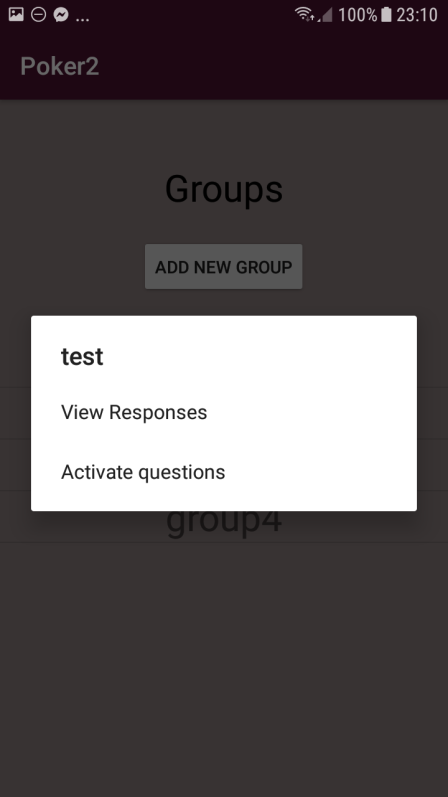 ... 100% 23:10
Poker2
Groups
ADD NEW GROUP
test
View Responses
Activate questions
group4